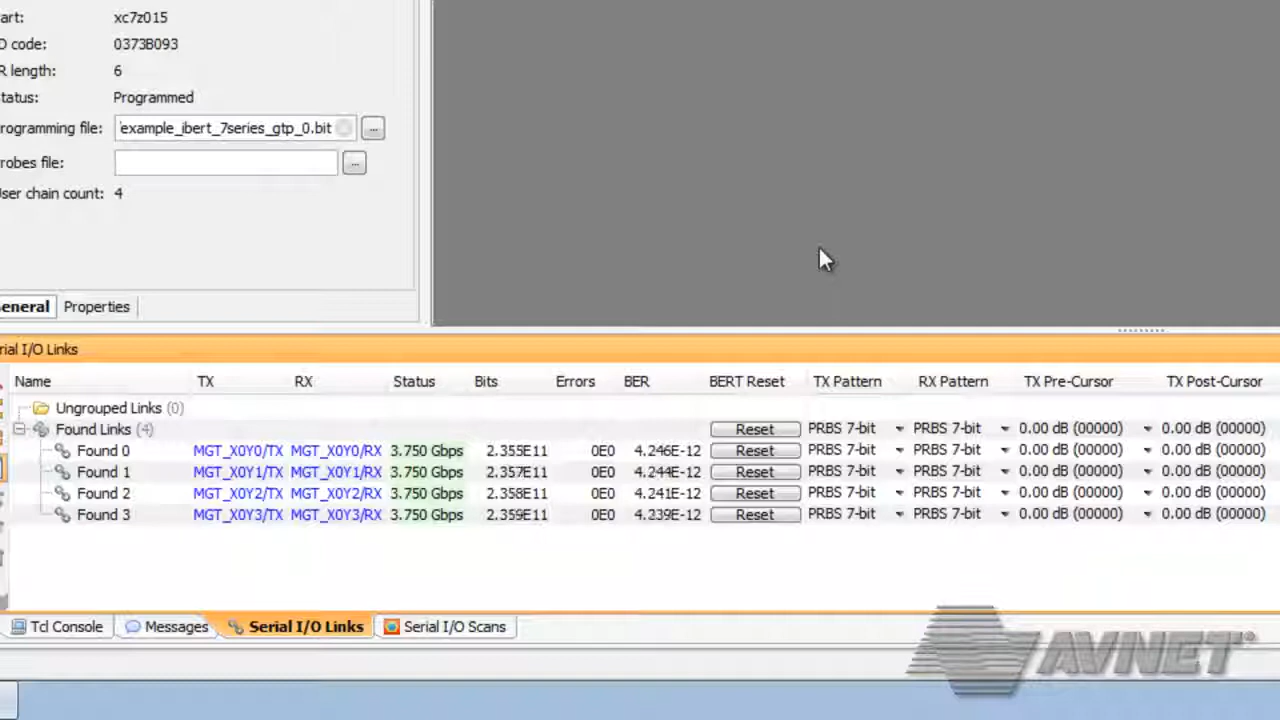 art: xc7z015
D code: 0373B093
R length: 6
tatus: Programmed
rogramming file: example_ibert_7series_gtp_0.bit ...
robes file: ...
User chain count: 4
General Properties
rial I/O Links
Name TX RX Status Bits Errors BER BERT Reset TX Pattern RX Pattern TX Pre-Cursor TX Post-Cursor
Ungrouped Links (0)
Found Links (4) Reset PRBS 7-bit PRBS 7-bit 0.00 dB (00000) 0.00 dB (00000)
Found 0 MGT_X0Y0/TX MGT_X0Y0/RX 3.750 Gbps 2.355E11 0E0 4.246E-12 Reset PRBS 7-bit PRBS 7-bit 0.00 dB (00000) 0.00 dB (00000)
Found 1 MGT_X0Y1/TX MGT_X0Y1/RX 3.750 Gbps 2.357E11 0E0 4.244E-12 Reset PRBS 7-bit PRBS 7-bit 0.00 dB (00000) 0.00 dB (00000)
Found 2 MGT_X0Y2/TX MGT_X0Y2/RX 3.750 Gbps 2.358E11 0E0 4.241E-12 Reset PRBS 7-bit PRBS 7-bit 0.00 dB (00000) 0.00 dB (00000)
Found 3 MGT_X0Y3/TX MGT_X0Y3/RX 3.750 Gbps 2.359E11 0E0 4.239E-12 Reset PRBS 7-bit PRBS 7-bit 0.00 dB (00000) 0.00 dB (00000)
Tcl Console Messages Serial I/O Links Serial I/O Scans
AVNET®